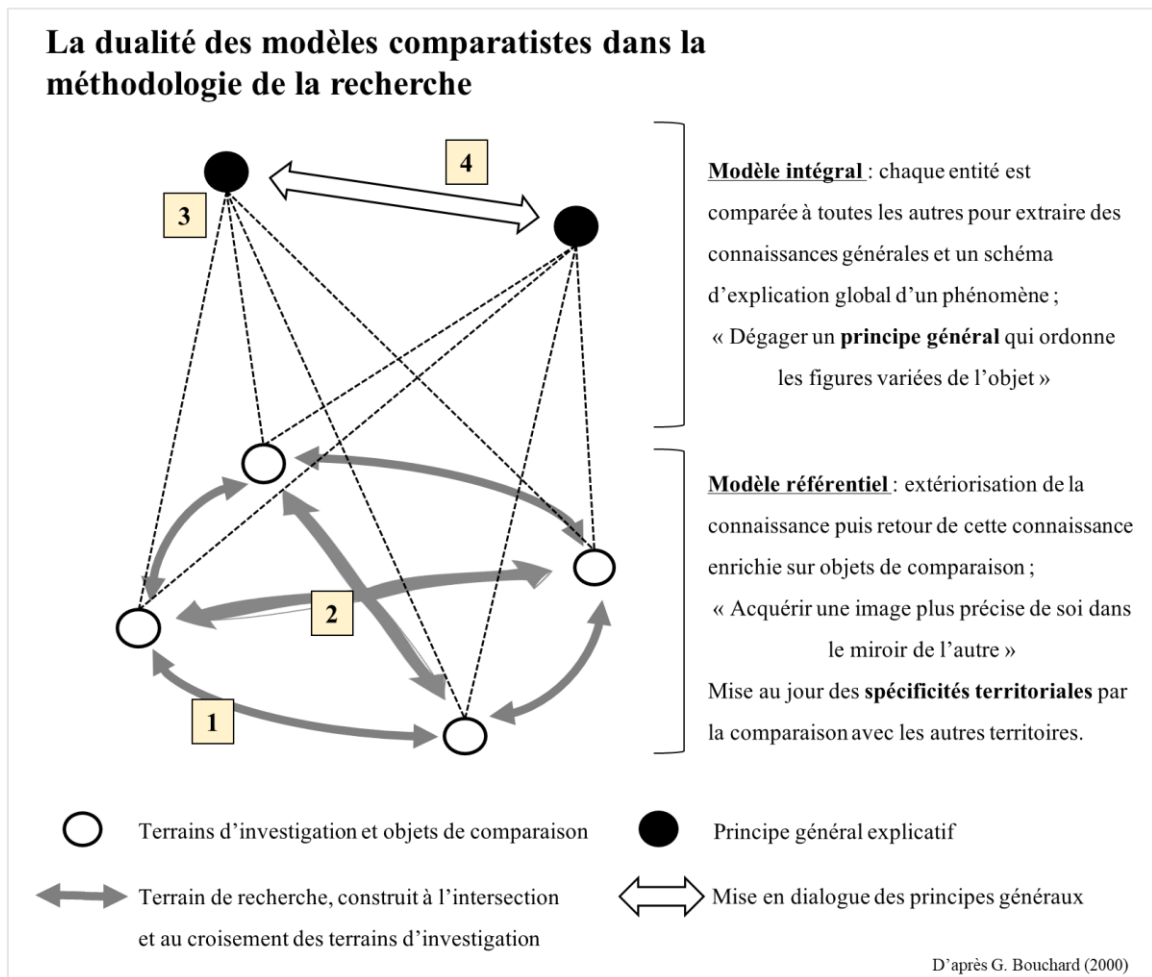 La dualité des modèles comparatistes dans la
méthodologie de la recherche
4
3
Modèle intégral : chaque entité est
comparée à toutes les autres pour extraire des
connaissances générales et un schéma
d’explication global d’un phénomène ;
« Dégager un principe général qui ordonne
les figures variées de l’objet »
2
1
Modèle référentiel : extériorisation de la
connaissance puis retour de cette connaissance
enrichie sur objets de comparaison ;
« Acquérir une image plus précise de soi dans
le miroir de l’autre »
Mise au jour des spécificités territoriales par
la comparaison avec les autres territoires.
Terrains d’investigation et objets de comparaison
Principe général explicatif
Terrain de recherche, construit à l’intersection
et au croisement des terrains d’investigation
Mise en dialogue des principes généraux
D’après G. Bouchard (2000)